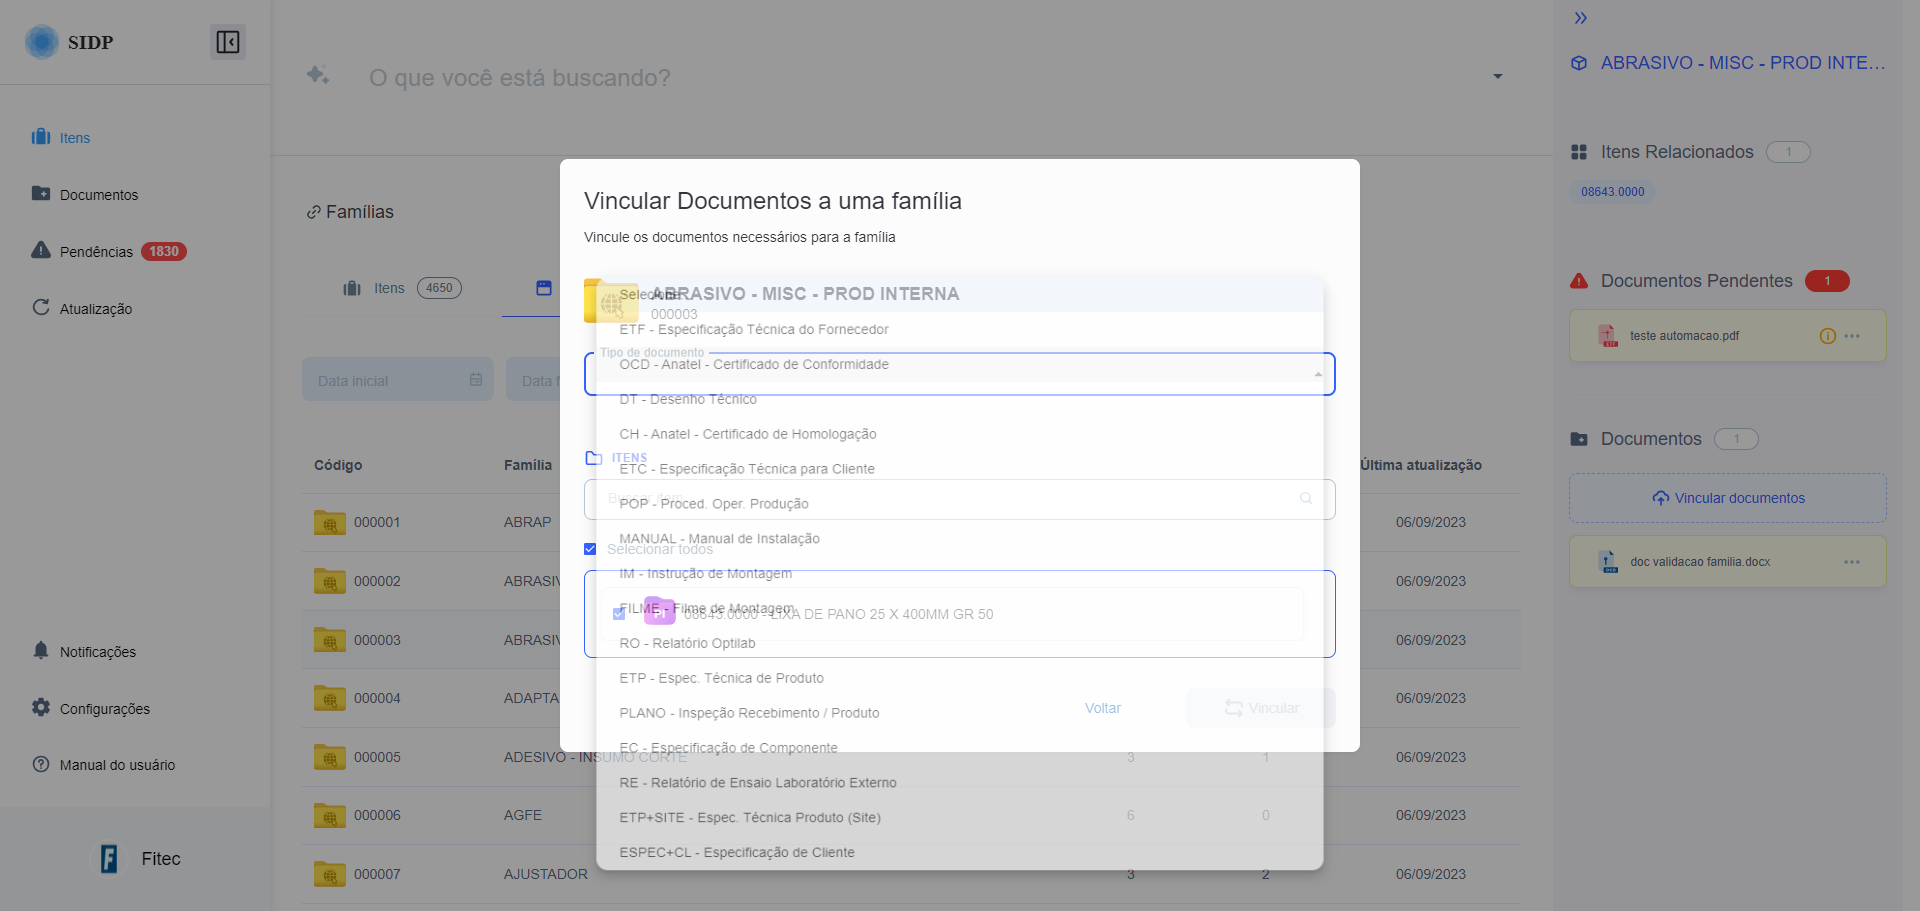 SIDP
Itens
Documentos
Pendências 1830
Atualização
Notificações
Configurações
Manual do usuário
Fitec
O que você está buscando?
Famílias
Itens 4650
Data inicial
Data f
Código Família Última atualização
000001 ABRAP 06/09/2023
000002 ABRASIV 06/09/2023
000003 ABRASIV 06/09/2023
000004 ADAPTA 06/09/2023
000005 ADESIVO - INSUMO CORTE 3 1 06/09/2023
000006 AGFE 6 0 06/09/2023
000007 AJUSTADOR 3 2 06/09/2023
Vincular Documentos a uma família
Vincule os documentos necessários para a família
ABRASIVO - MISC - PROD INTERNA
000003
Tipo de documento
ITENS
Buscar item
Selecionar todos
PI 08643.0000 - LIXA DE PANO 25 X 400MM GR 50
Voltar
Vincular
Selecione
ETF - Especificação Técnica do Fornecedor
OCD - Anatel - Certificado de Conformidade
DT - Desenho Técnico
CH - Anatel - Certificado de Homologação
ETC - Especificação Técnica para Cliente
POP - Proced. Oper. Produção
MANUAL - Manual de Instalação
IM - Instrução de Montagem
FILME - Filme de Montagem
RO - Relatório Optilab
ETP - Espec. Técnica de Produto
PLANO - Inspeção Recebimento / Produto
EC - Especificação de Componente
RE - Relatório de Ensaio Laboratório Externo
ETP+SITE - Espec. Técnica Produto (Site)
ESPEC+CL - Especificação de Cliente
ABRASIVO - MISC - PROD INTE...
Itens Relacionados 1
08643.0000
Documentos Pendentes 1
teste automacao.pdf
Documentos 1
Vincular documentos
doc validacao familia.docx